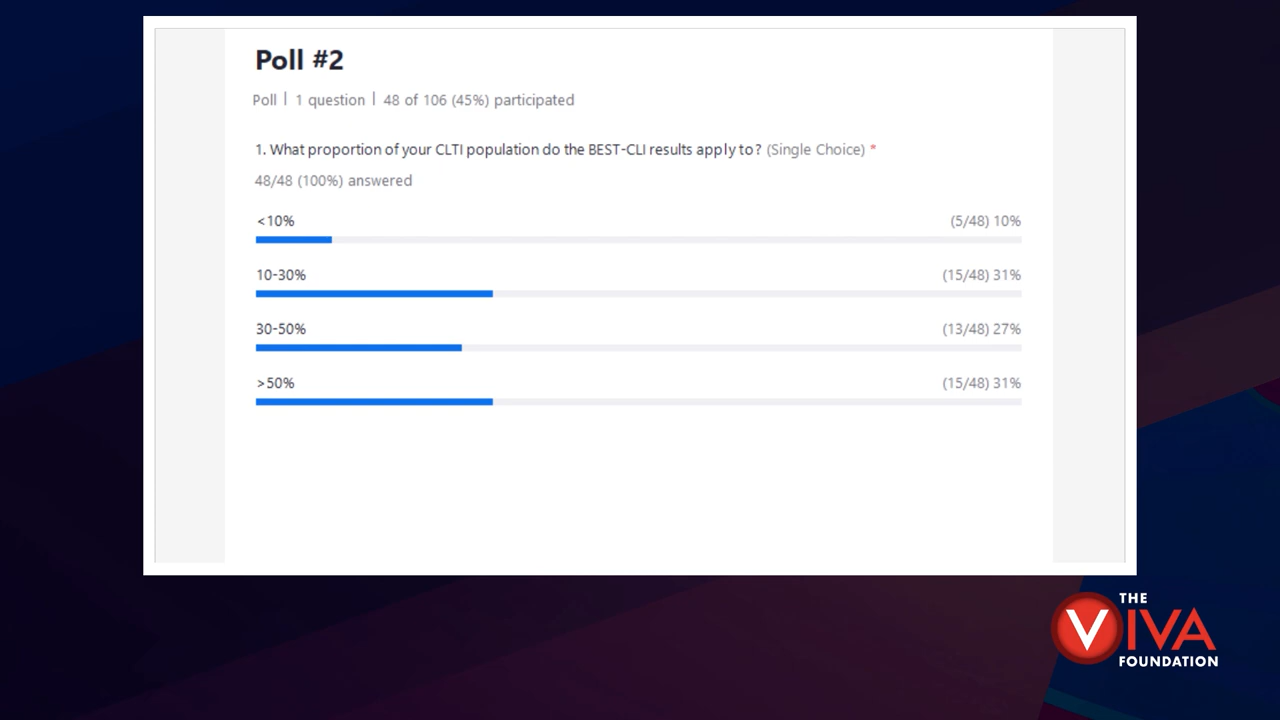 Poll #2
Poll | 1 question | 48 of 106 (45%) participated
1. What proportion of your CLTI population do the BEST-CLI results apply to? (Single Choice) *
48/48 (100%) answered
<10% (5/48) 10%
10-30% (15/48) 31%
30-50% (13/48) 27%
>50% (15/48) 31%
THE
VIVA
FOUNDATION